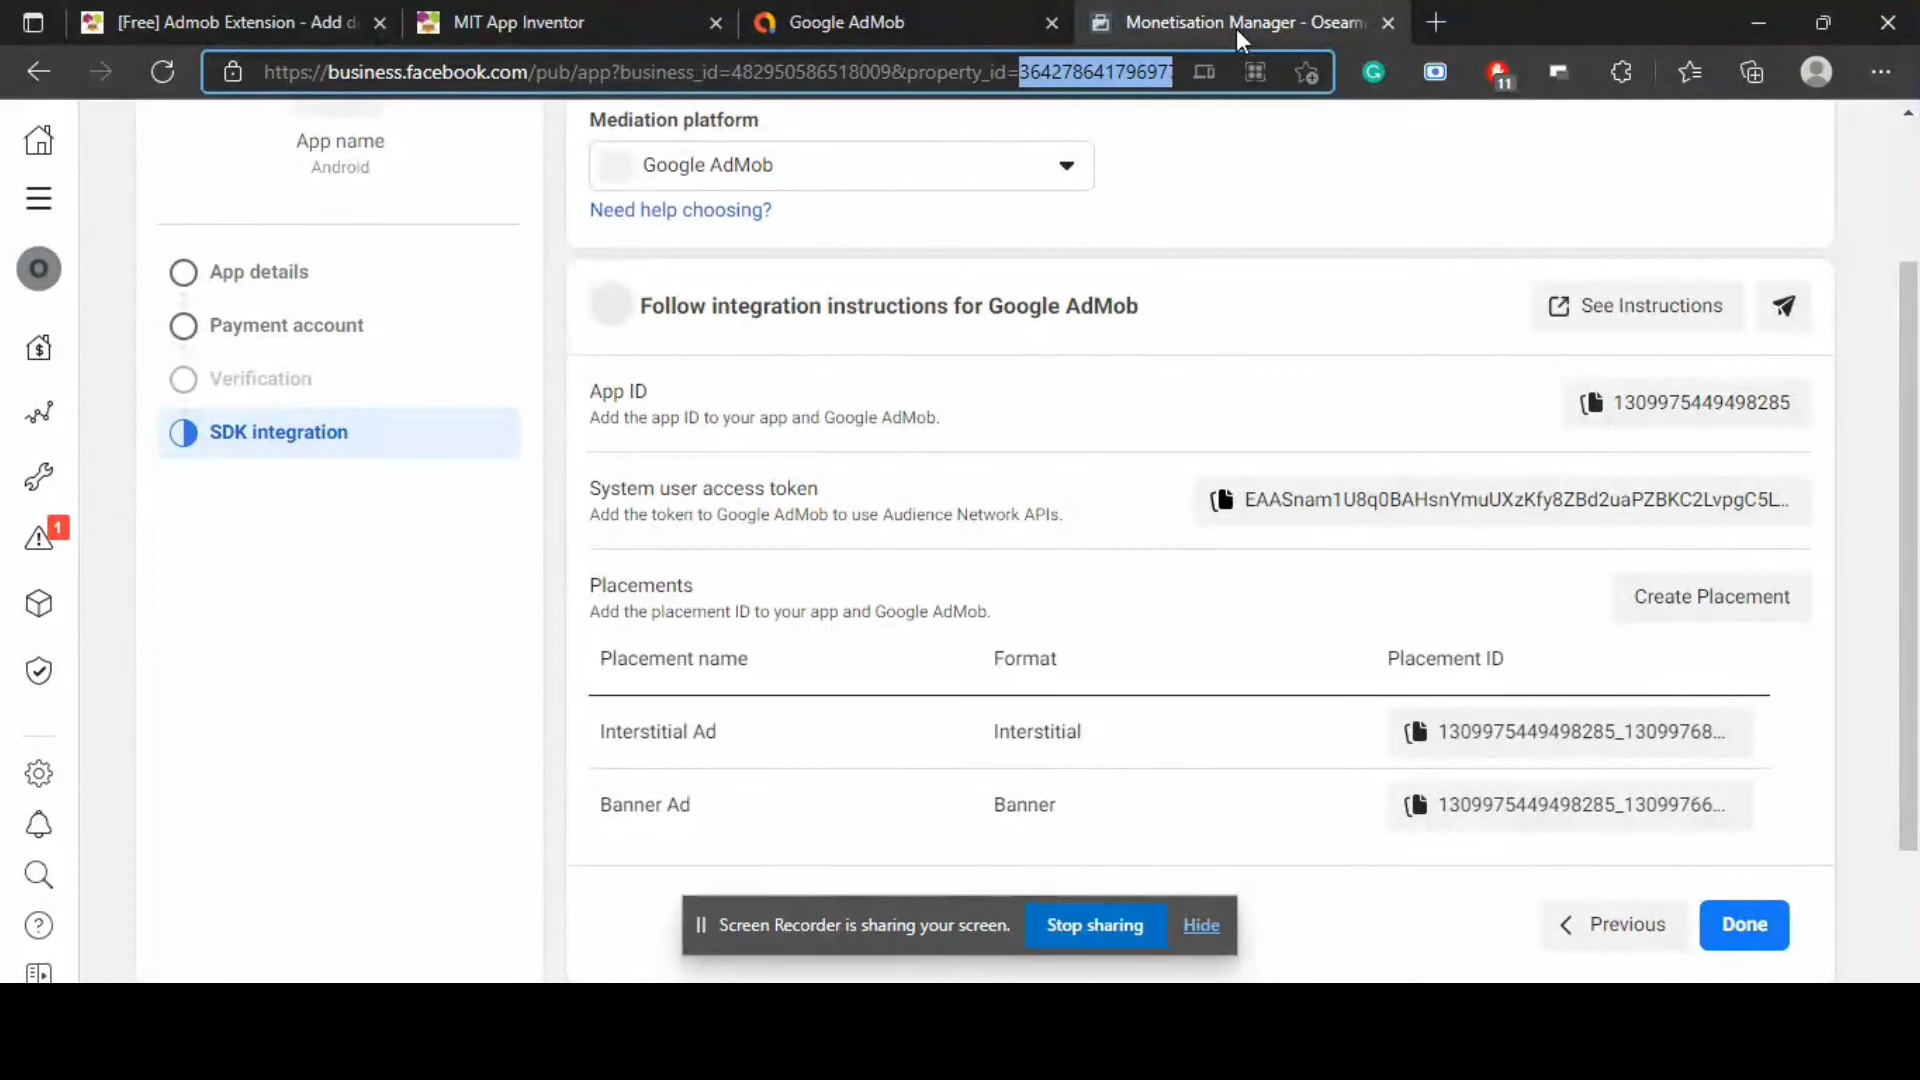 [Free] Admob Extension - Add d
MIT App Inventor
Google AdMob
Monetisation Manager - Oseam
https://business.facebook.com/pub/app?business_id=482950586518009&property_id=364278641796977
11
App name
Android
App details
Payment account
Verification
SDK integration
O
1
Mediation platform
Google AdMob
Need help choosing?
Follow integration instructions for Google AdMob
See Instructions
App ID
Add the app ID to your app and Google AdMob.
1309975449498285
System user access token
Add the token to Google AdMob to use Audience Network APIs.
EAASnam1U8q0BAHsnYmuUXzKfy8ZBd2uaPZBKC2LvpgC5L...
Placements
Add the placement ID to your app and Google AdMob.
Create Placement
Placement name Format Placement ID
Interstitial Ad Interstitial 1309975449498285_13099768...
Banner Ad Banner 1309975449498285_13099766...
Screen Recorder is sharing your screen. Stop sharing Hide
Previous
Done